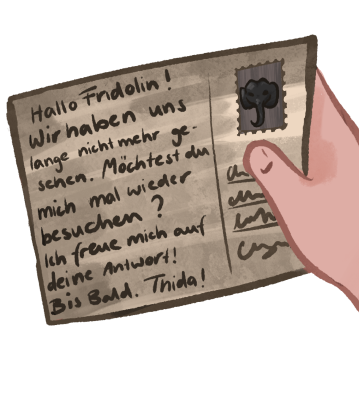 Hallo Fridolin!
Wir haben uns
lange nicht mehr ge-
sehen. Möchtest du
mich mal wieder
besuchen?
Ich freue mich auf
deine Antwort!
Bis Bald. Thida!